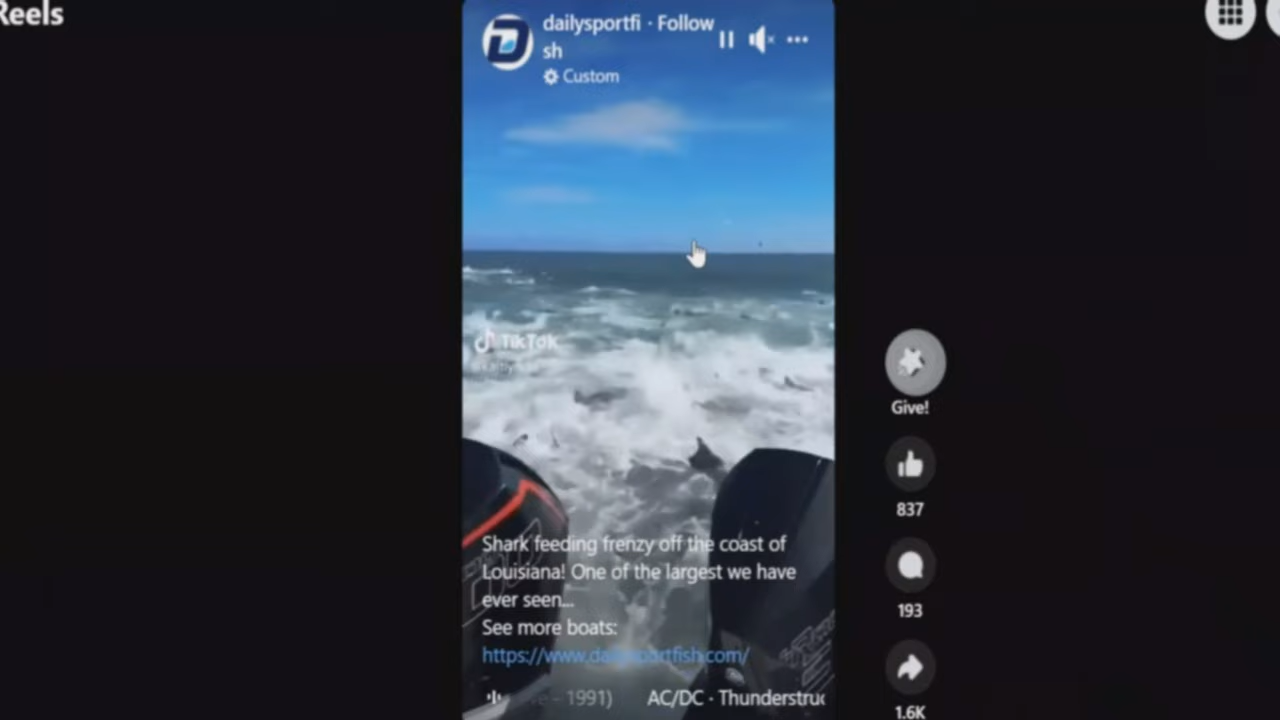 Reels
dailysportfi · Follow
sh
Custom
TikTok
Give!
837
Shark feeding frenzy off the coast of
Louisiana! One of the largest we have
ever seen...
See more boats:
https://www.dailysportfish.com/
193
- 1991) AC/DC · Thunderstruc
1.6K